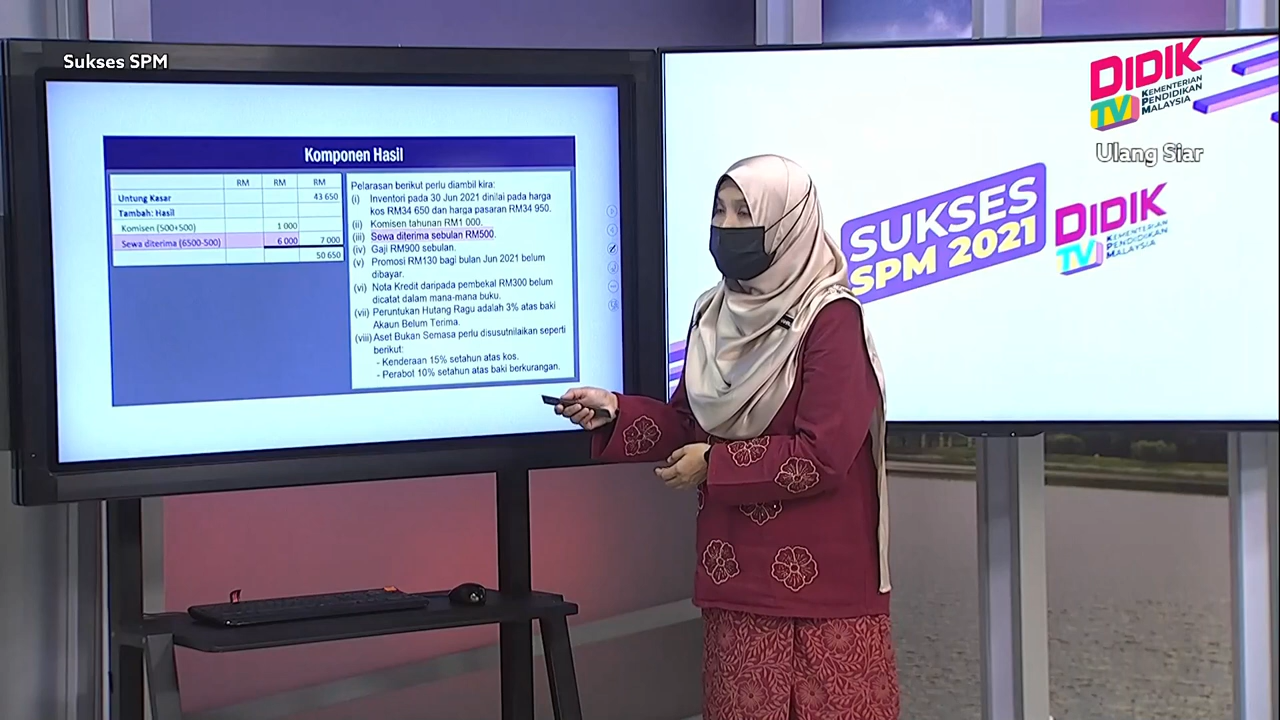 Sukses SPM
Komponen Hasil
RM RM RM
Untung Kasar 43 650
Tambah: Hasil
Komisen (500+500) 1 000
Sewa diterima (6500-500) 6 000 7 000
50 650
Pelarasan berikut perlu diambil kira:
(i) Inventori pada 30 Jun 2021 dinilai pada harga
kos RM34 650 dan harga pasaran RM34 950.
(ii) Komisen tahunan RM1 000.
(iii) Sewa diterima sebulan RM500.
(iv) Gaji RM900 sebulan.
(v) Promosi RM130 bagi bulan Jun 2021 belum
dibayar.
(vi) Nota Kredit daripada pembekal RM300 belum
dicatat dalam mana-mana buku.
(vii) Peruntukan Hutang Ragu adalah 3% atas baki
Akaun Belum Terima.
(viii) Aset Bukan Semasa perlu disusutnilaikan seperti
berikut:
- Kenderaan 15% setahun atas kos.
- Perabot 10% setahun atas baki berkurangan.
SUKSES
SPM 2021
DIDIK
TV
KEMENTERIAN
PENDIDIKAN
MALAYSIA
DIDIK
TV
KEMENTERIAN
PENDIDIKAN
MALAYSIA
Ulang Siar